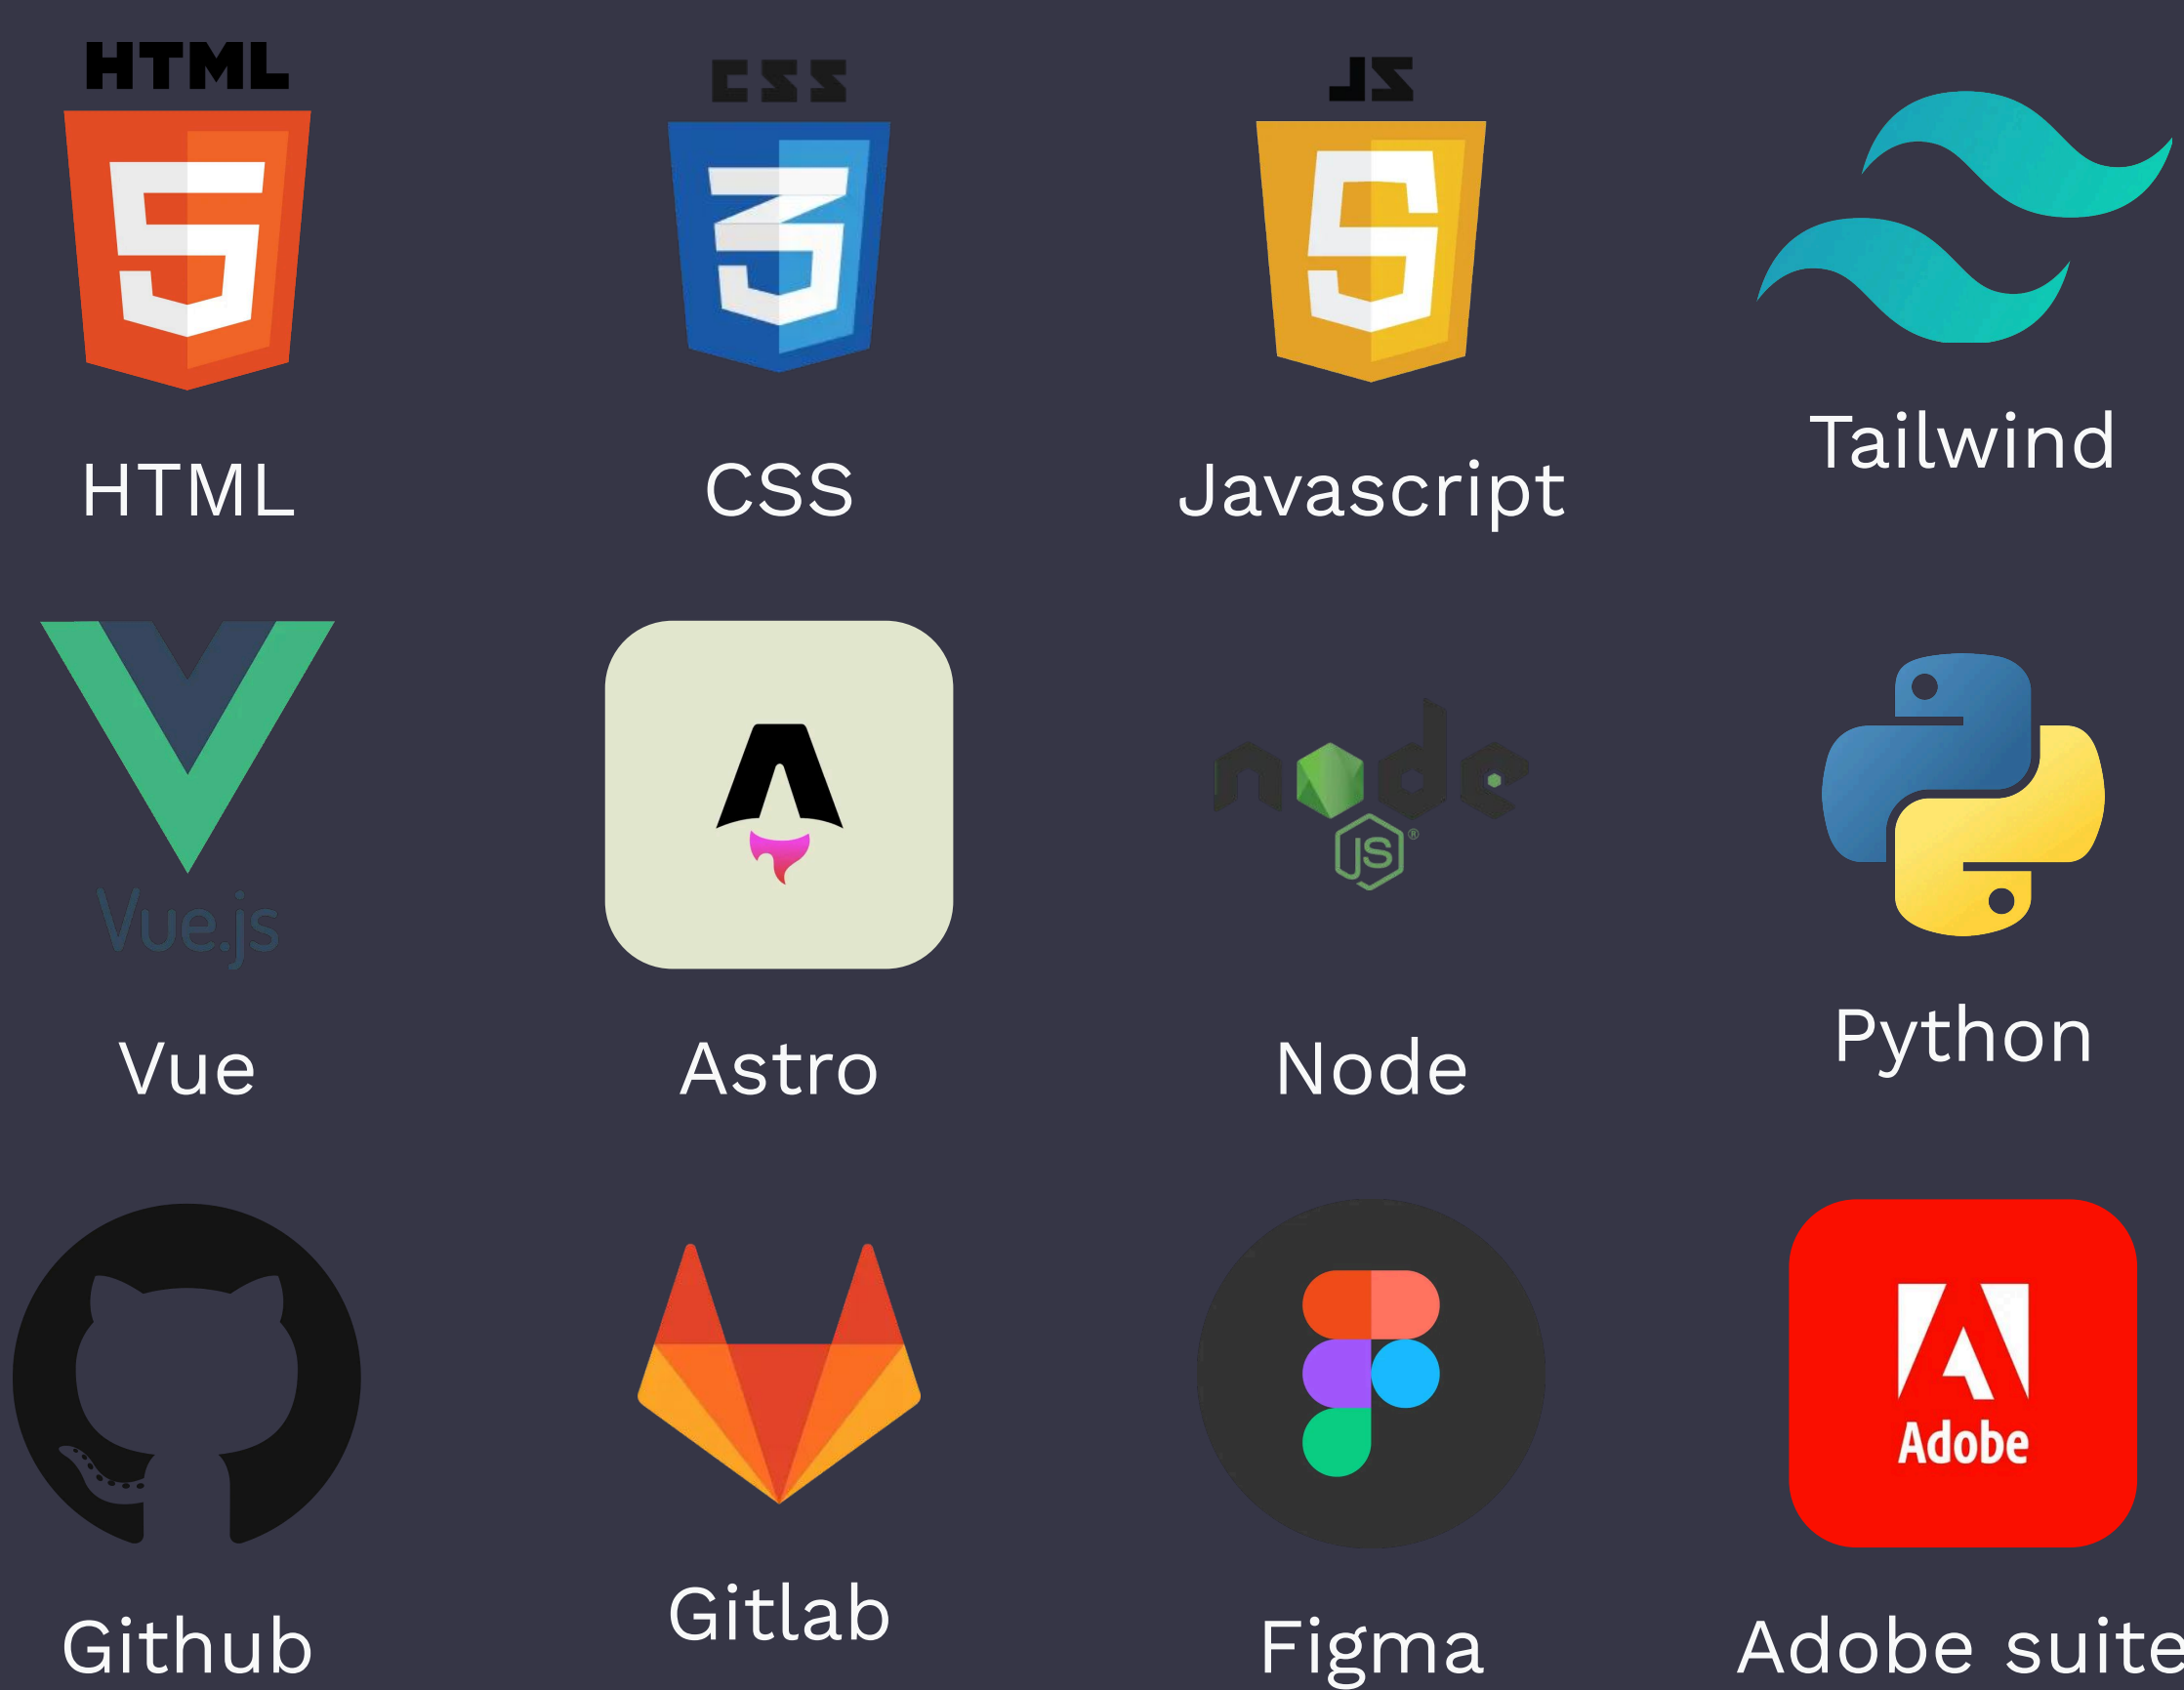 HTML
CSS
JS
HTML
CSS
Javascript
Tailwind
Vue.js
node
JS ®
Vue
Astro
Node
Python
Adobe
Github
Gitlab
Figma
Adobe suite